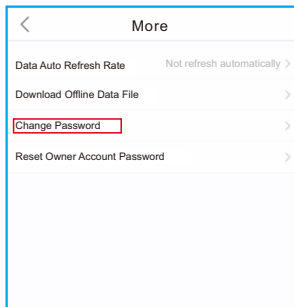 More
Data Auto Refresh Rate Not refresh automatically
Download Offline Data File
Change Password
Reset Owner Account Password